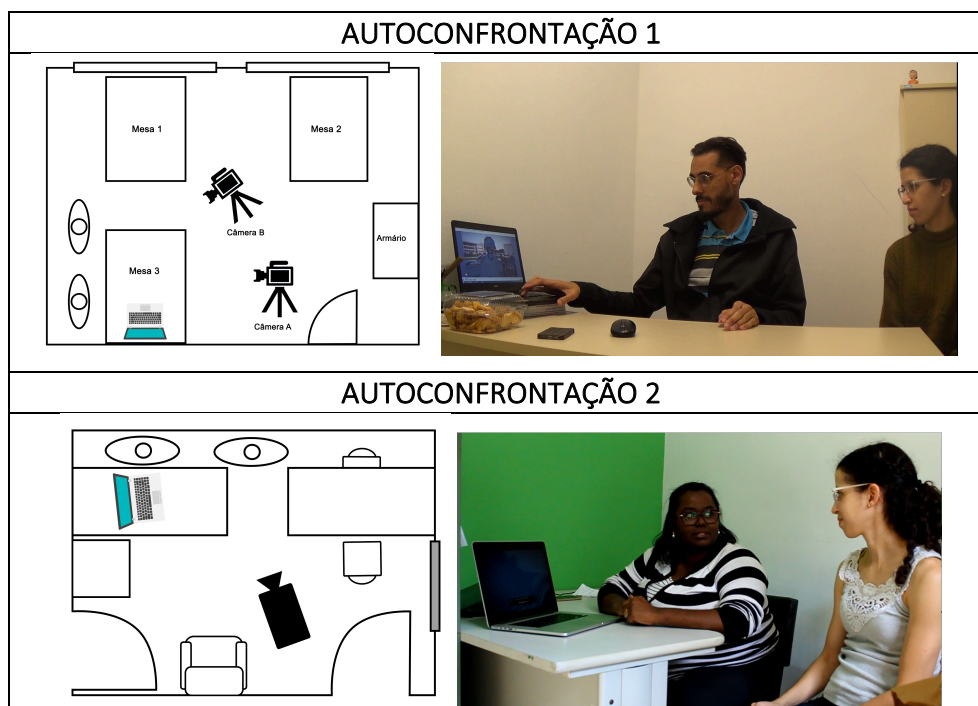 AUTOCONFRONTAÇÃO 1
Mesa 1
Mesa 2
Câmera B
Armário
Mesa 3
Câmera A
AUTOCONFRONTAÇÃO 2